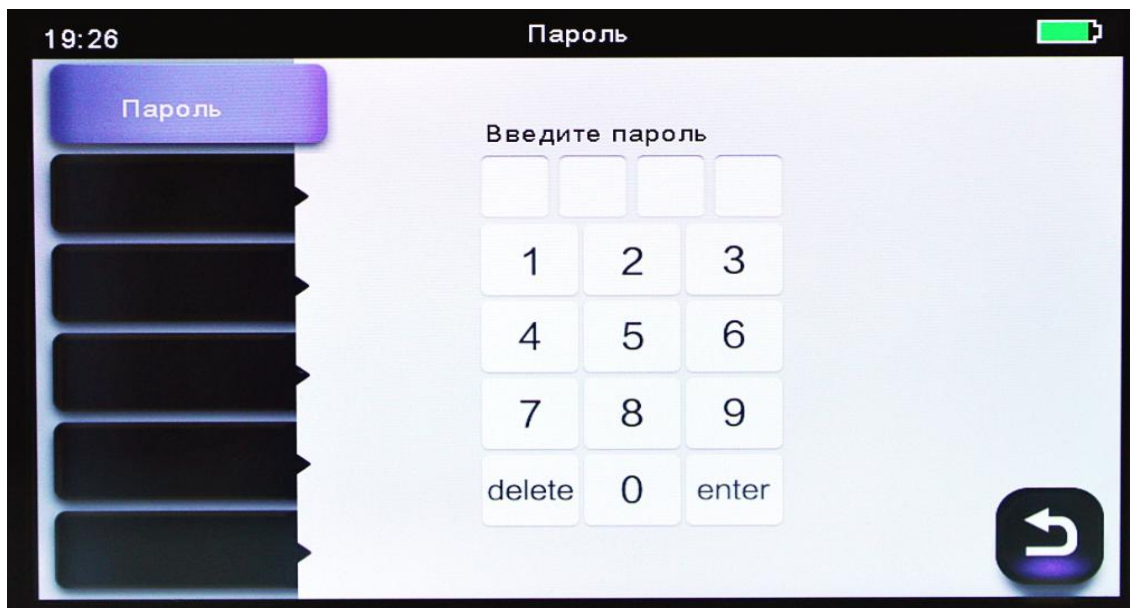 19:26 Пароль
Пароль
Введите пароль
1 2 3
4 5 6
7 8 9
delete 0 enter